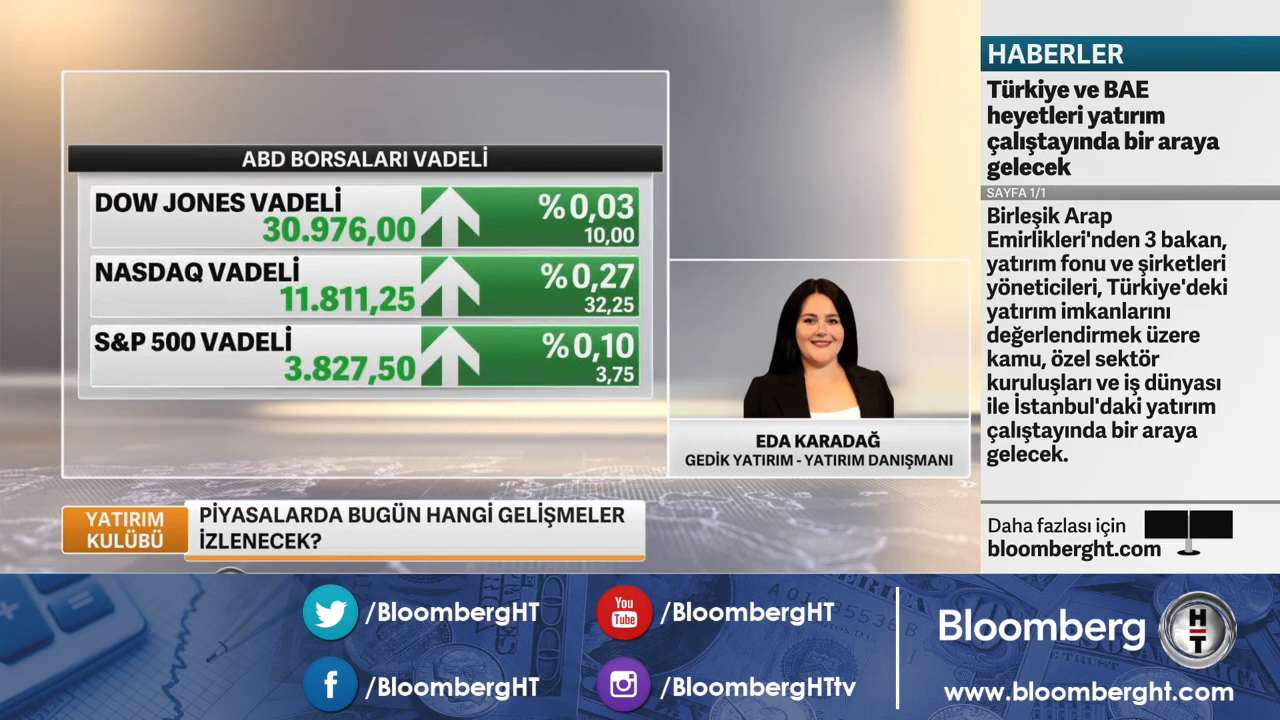 ABD BORSALARI VADELİ
DOW JONES VADELİ
30.976,00
%0,03
10,00
NASDAQ VADELİ
11.811,25
%0,27
32,25
S&P 500 VADELİ
3.827,50
%0,10
3,75
EDA KARADAĞ
GEDİK YATIRIM - YATIRIM DANIŞMANI
YATIRIM
KULÜBÜ
PİYASALARDA BUGÜN HANGİ GELİŞMELER
İZLENECEK?
HABERLER
Türkiye ve BAE
heyetleri yatırım
çalıştayında bir araya
gelecek
SAYFA 1/1
Birleşik Arap
Emirlikleri'nden 3 bakan,
yatırım fonu ve şirketleri
yöneticileri, Türkiye'deki
yatırım imkanlarını
değerlendirmek üzere
kamu, özel sektör
kuruluşları ve iş dünyası
ile İstanbul'daki yatırım
çalıştayında bir araya
gelecek.
Daha fazlası için
bloomberght.com
/BloombergHT
You
Tube
/BloombergHT
/BloombergHT
/BloombergHTtv
Bloomberg
HT
www.bloomberght.com